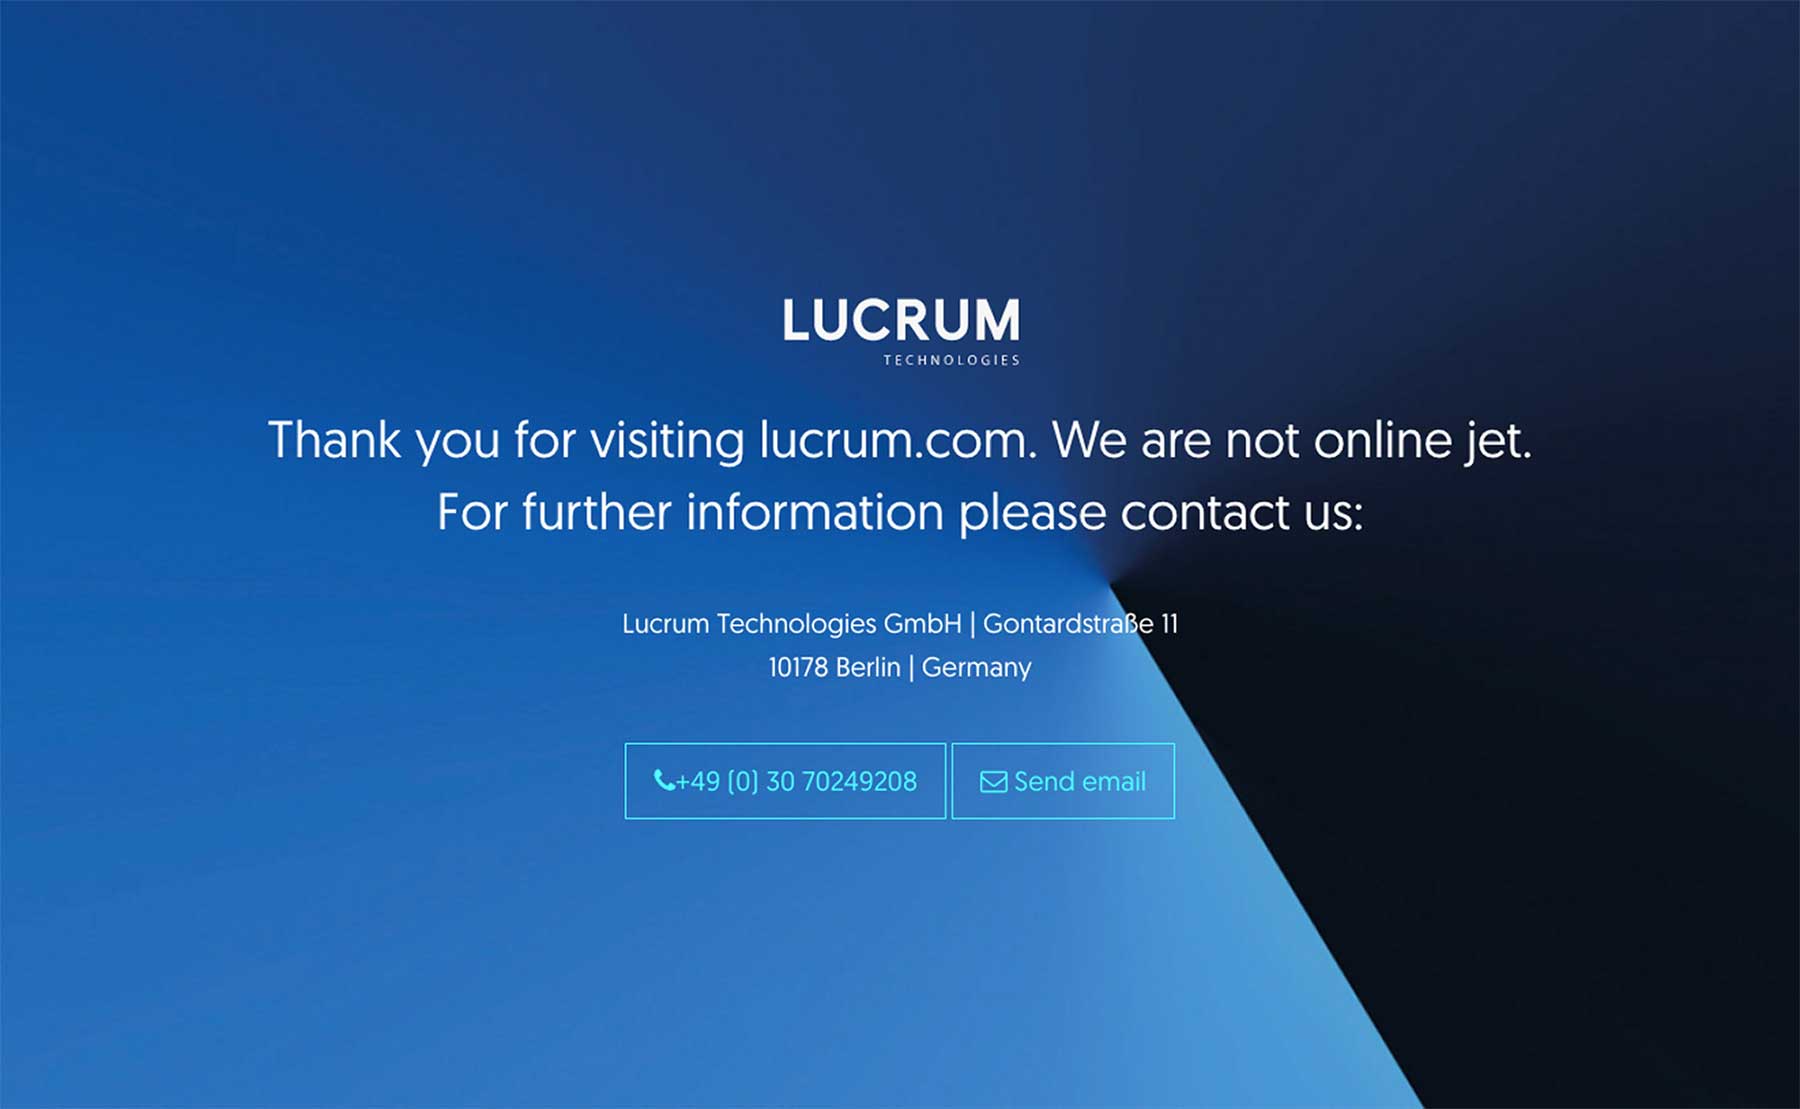 LUCRUM
TECHNOLOGIES
Thank you for visiting lucrum.com. We are not online jet.
For further information please contact us:
Lucrum Technologies GmbH | Gontardstraße 11
10178 Berlin | Germany
+49 (0) 30 70249208
Send email